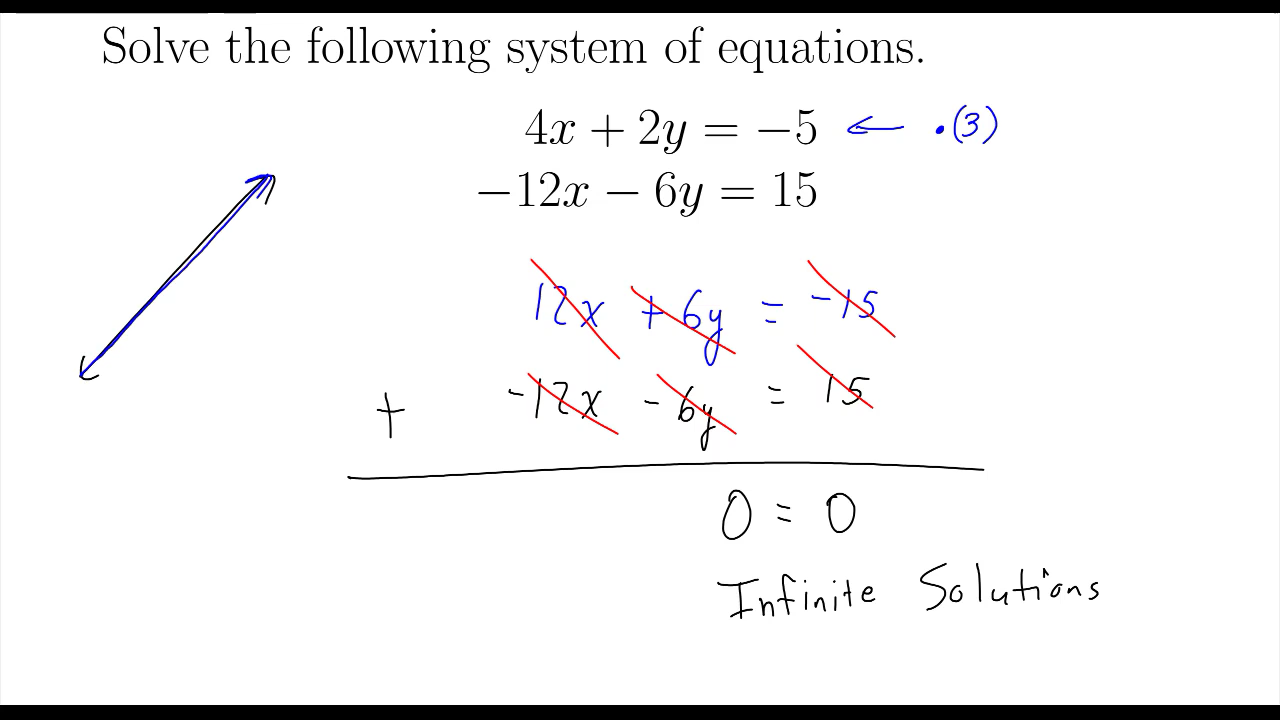 Solve the following system of equations.
4x + 2y = −5 ← •(3)
−12x − 6y = 15
12x + 6y = -15
+ -12x - 6y = 15
0 = 0
Infinite Solutions